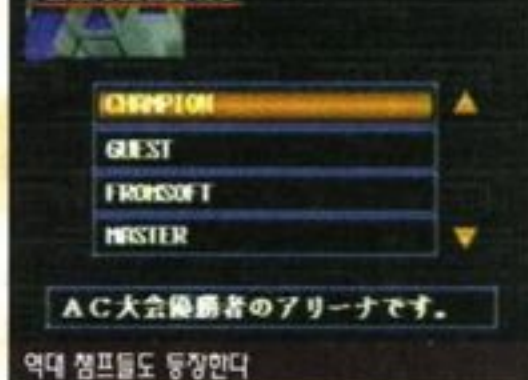 CHAMPION
GUEST
FROMSOFT
MASTER
AC大会優勝者のアリーナです。
역대 챔프들도 등장한다